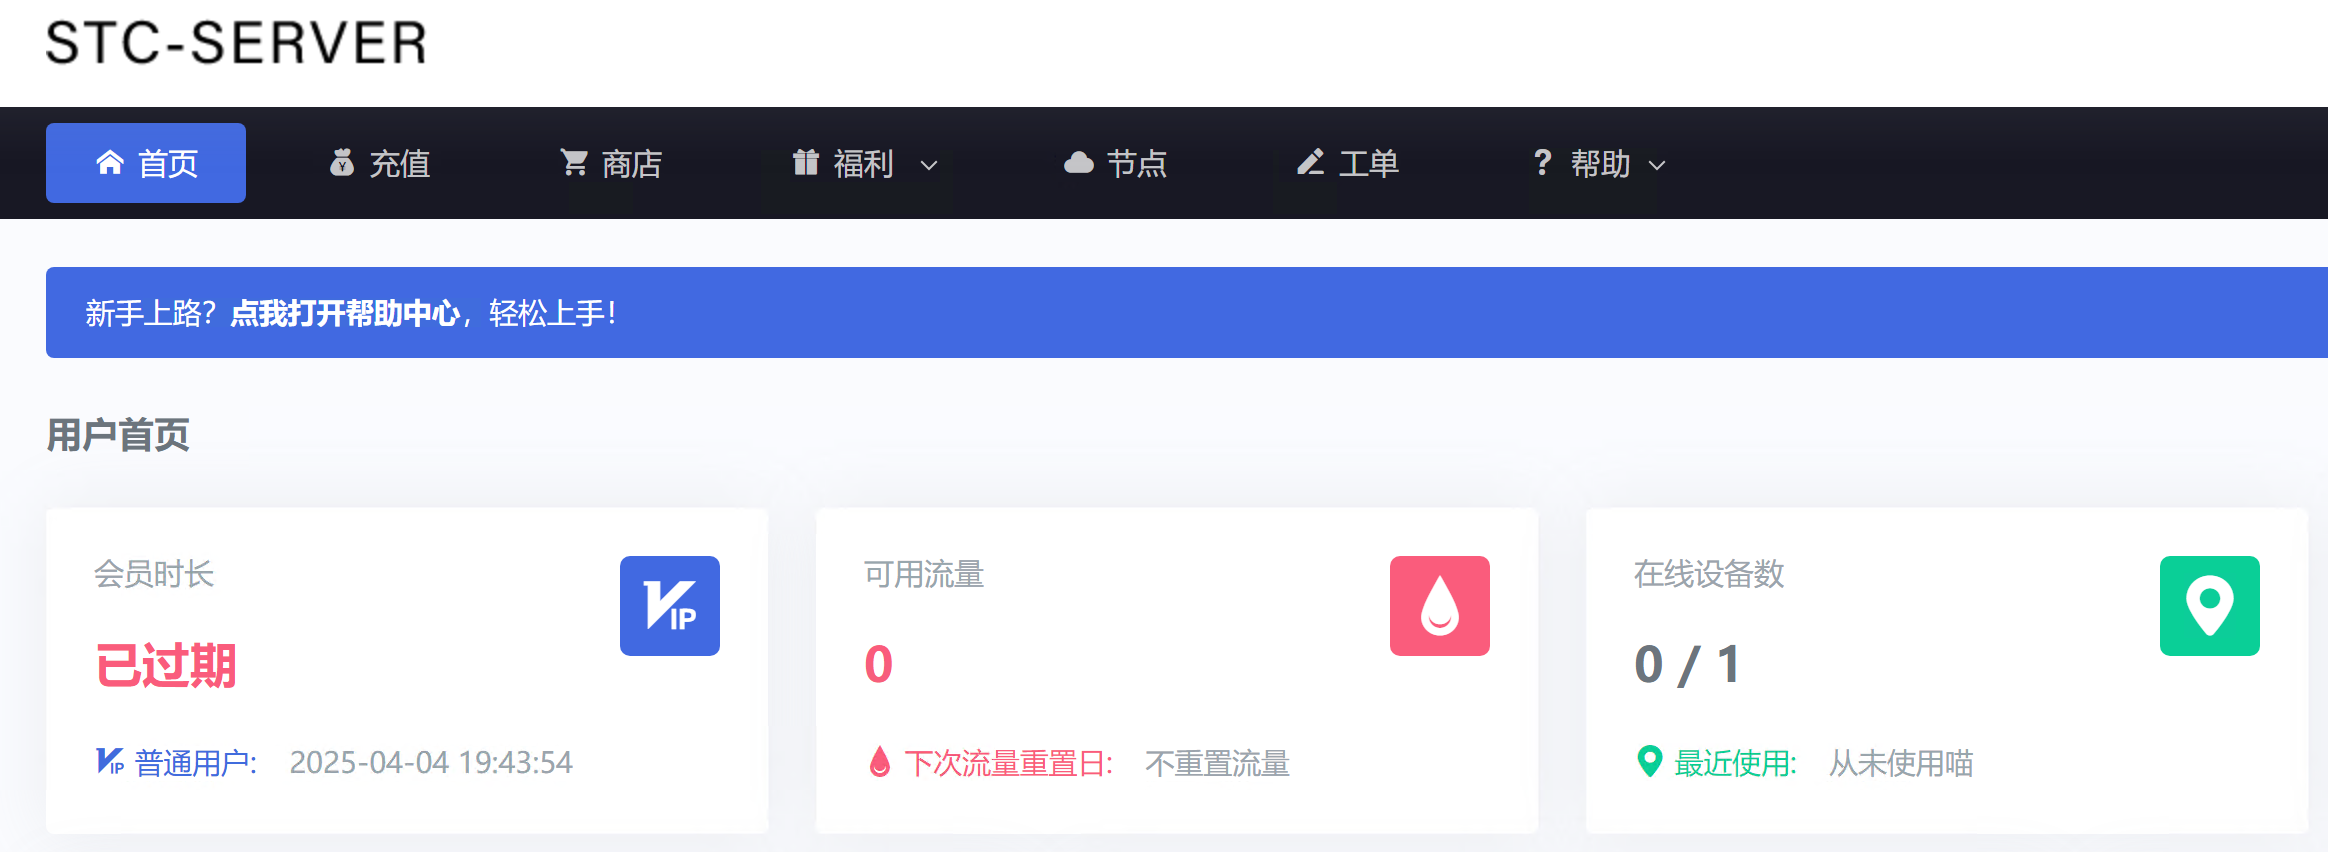 STC-SERVER
首页 充值 商店 福利 节点 工单 帮助
新手上路？点我打开帮助中心，轻松上手！
用户首页
会员时长
已过期
普通用户: 2025-04-04 19:43:54
可用流量
0
下次流量重置日: 不重置流量
在线设备数
0 / 1
最近使用: 从未使用喵